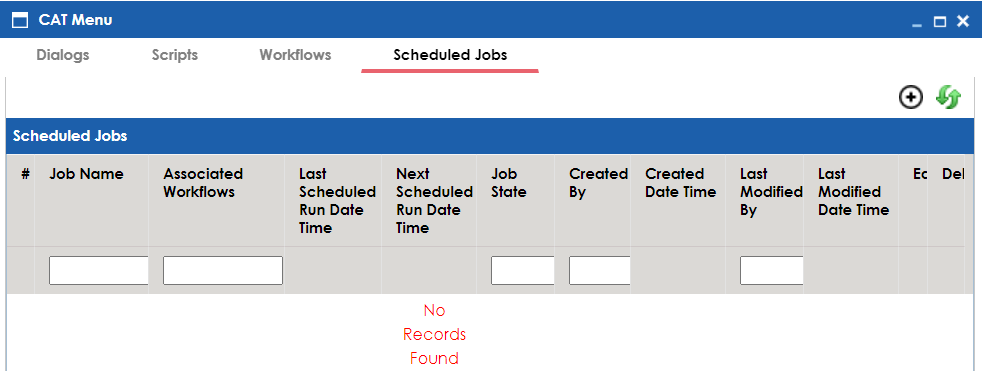 CAT Menu
Dialogs Scripts Workflows Scheduled Jobs
Scheduled Jobs
# Job Name Associated Last Next Job Created Created Last Last Ed Del
Workflows Scheduled Scheduled State By Date Time Modified Modified
Run Date Run Date By Date Time
Time Time
No
Records
Found